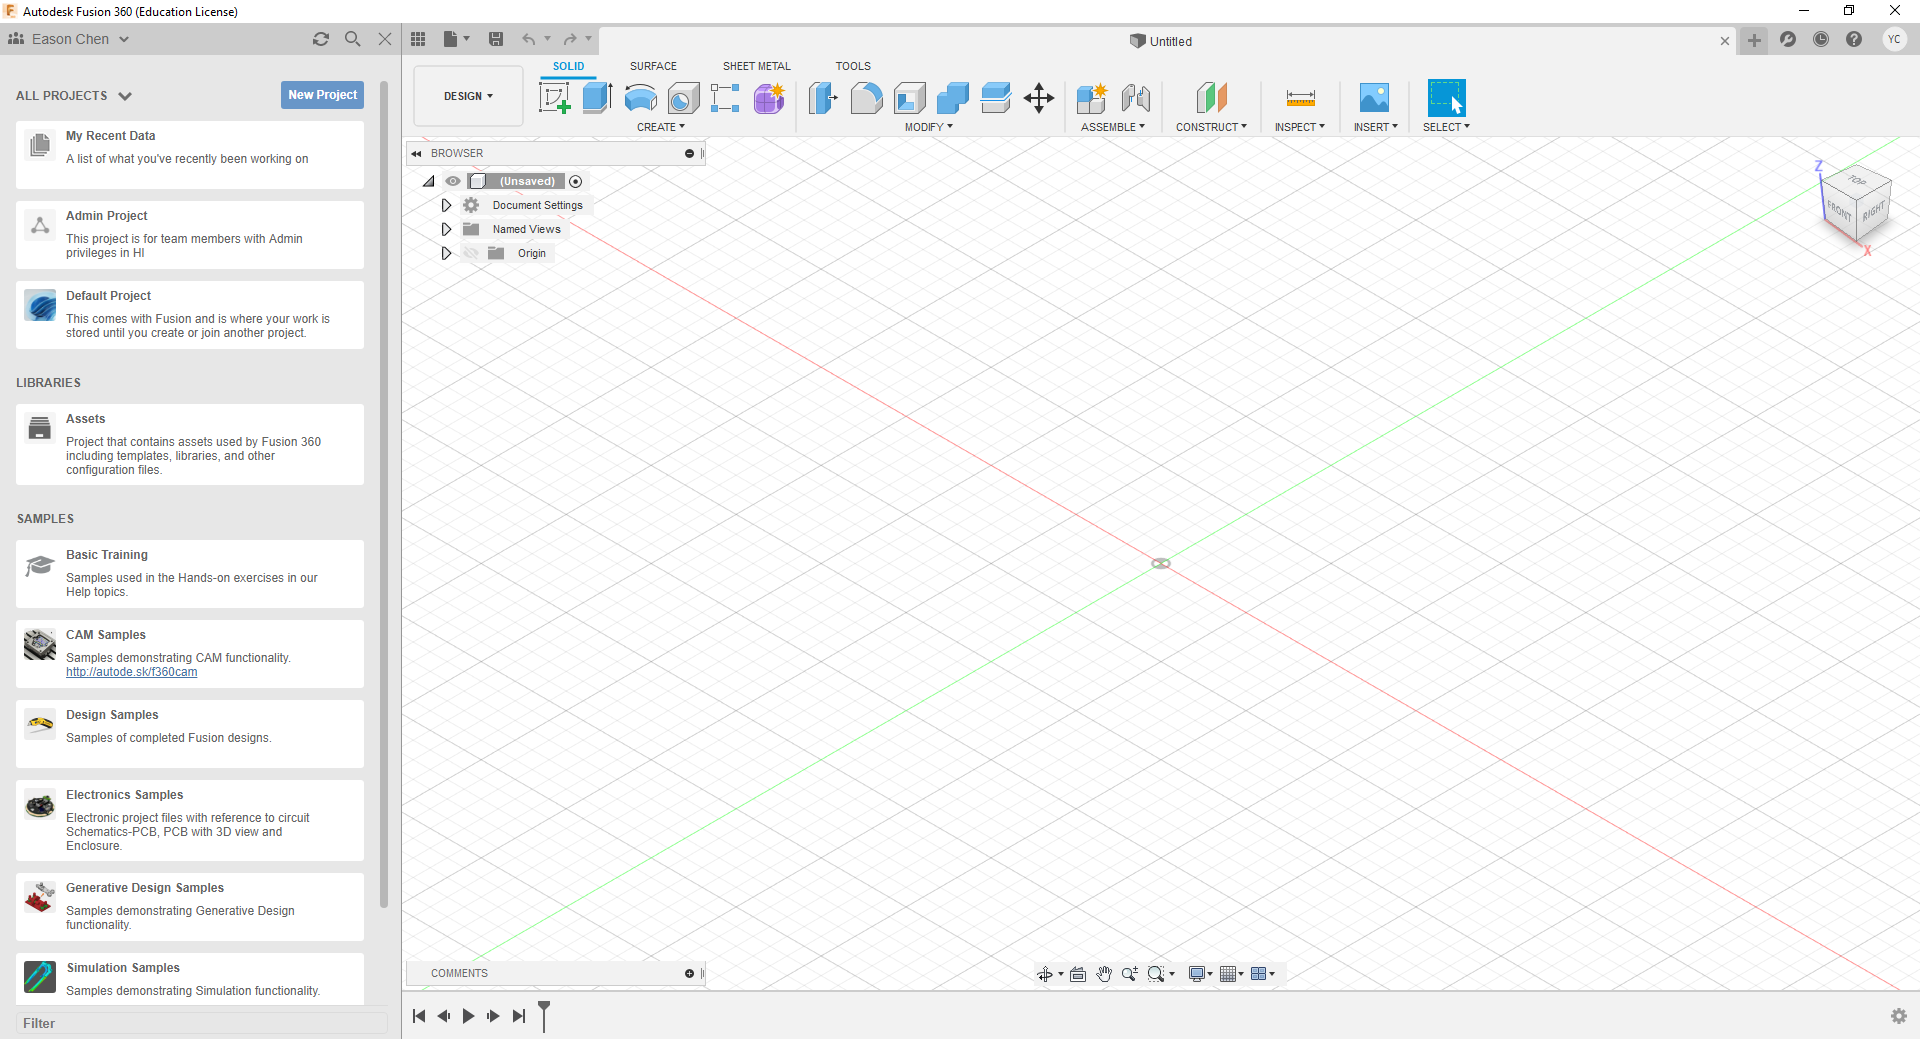 Autodesk Fusion 360 (Education License)
Eason Chen
Untitled
YC
ALL PROJECTS
New Project
My Recent Data
A list of what you've recently been working on
Admin Project
This project is for team members with Admin
privileges in HI
Default Project
This comes with Fusion and is where your work is
stored until you create or join another project.
LIBRARIES
Assets
Project that contains assets used by Fusion 360
including templates, libraries, and other
configuration files.
SAMPLES
Basic Training
Samples used in the Hands-on exercises in our
Help topics.
CAM Samples
Samples demonstrating CAM functionality.
http://autode.sk/f360cam
Design Samples
Samples of completed Fusion designs.
Electronics Samples
Electronic project files with reference to circuit
Schematics-PCB, PCB with 3D view and
Enclosure.
Generative Design Samples
Samples demonstrating Generative Design
functionality.
Simulation Samples
Samples demonstrating Simulation functionality.
Filter
DESIGN
SOLID SURFACE SHEET METAL TOOLS
CREATE MODIFY ASSEMBLE CONSTRUCT INSPECT INSERT SELECT
BROWSER
(Unsaved)
Document Settings
Named Views
Origin
Z
TOP
FRONT
RIGHT
X
COMMENTS